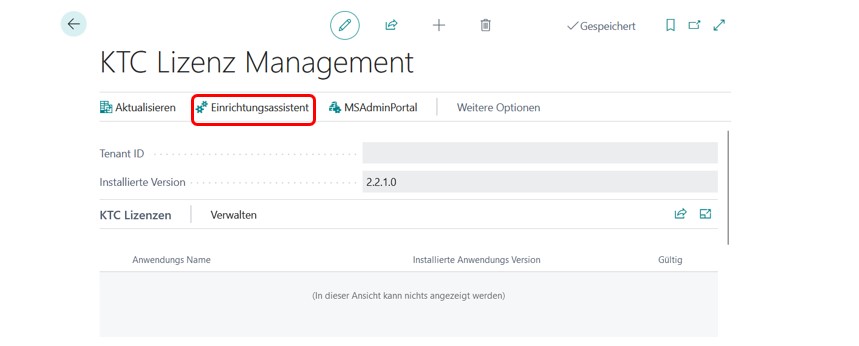 Gespeichert
KTC Lizenz Management
Aktualisieren Einrichtungsassistent MSAdminPortal Weitere Optionen
Tenant ID
Installierte Version 2.2.1.0
KTC Lizenzen Verwalten
Anwendungs Name Installierte Anwendungs Version Gültig
(In dieser Ansicht kann nichts angezeigt werden)